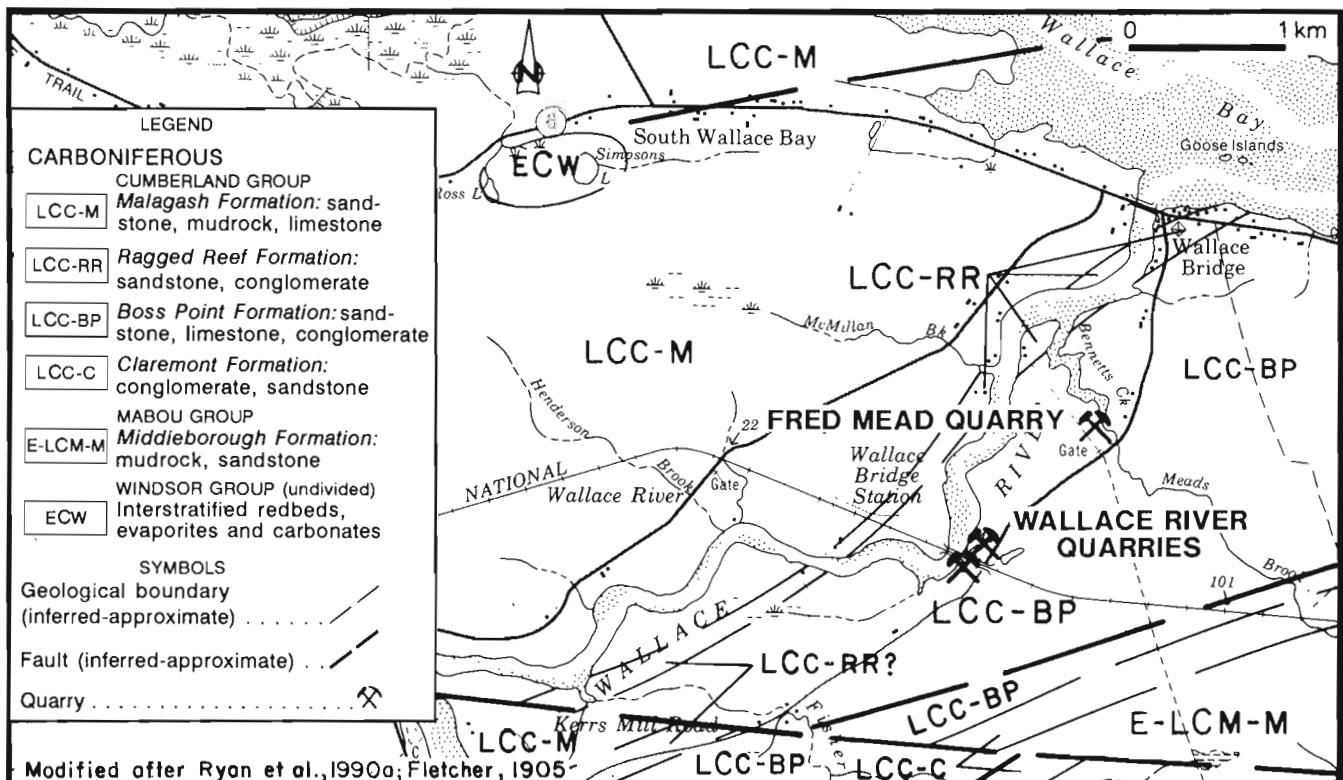 Wallace
0 1 km
LCC-M
N
TRAIL
Bay
LEGEND
CARBONIFEROUS
CUMBERLAND GROUP
LCC-M Malagash Formation: sand-
stone, mudrock, limestone
LCC-RR Ragged Reef Formation:
sandstone, conglomerate
LCC-BP Boss Point Formation: sand-
stone, limestone, conglomerate
LCC-C Claremont Formation:
conglomerate, sandstone
MABOU GROUP
E-LCM-M Middleborough Formation:
mudrock, sandstone
WINDSOR GROUP (undivided)
ECW Interstratified redbeds,
evaporites and carbonates
SYMBOLS
Geological boundary
(inferred-approximate) . . . . . .
Fault (inferred-approximate) . .
Quarry . . . . . . . . . . . . . . . . . . . . .
South Wallace Bay
Goose Islands
ECW
Simpsons
L
oss L
Wallace
Bridge
LCC-RR
McMillan Bk
Bennetts Ck
LCC-M
LCC-BP
Henderson
Brook
FRED MEAD QUARRY
22
Gate
Gate
Wallace
Bridge
Station
NATIONAL
Wallace River
RIVE
Meads
Broo
WALLACE RIVER
QUARRIES
101
LCC-BP
WALLACE
LCC-RR?
LCC-BP
E-LCM-M
Kerrs Mill Road
Fisler
LCC-M
LCC-BP
LCC-C
C
Modified after Ryan et al., 1990a; Fletcher, 1905